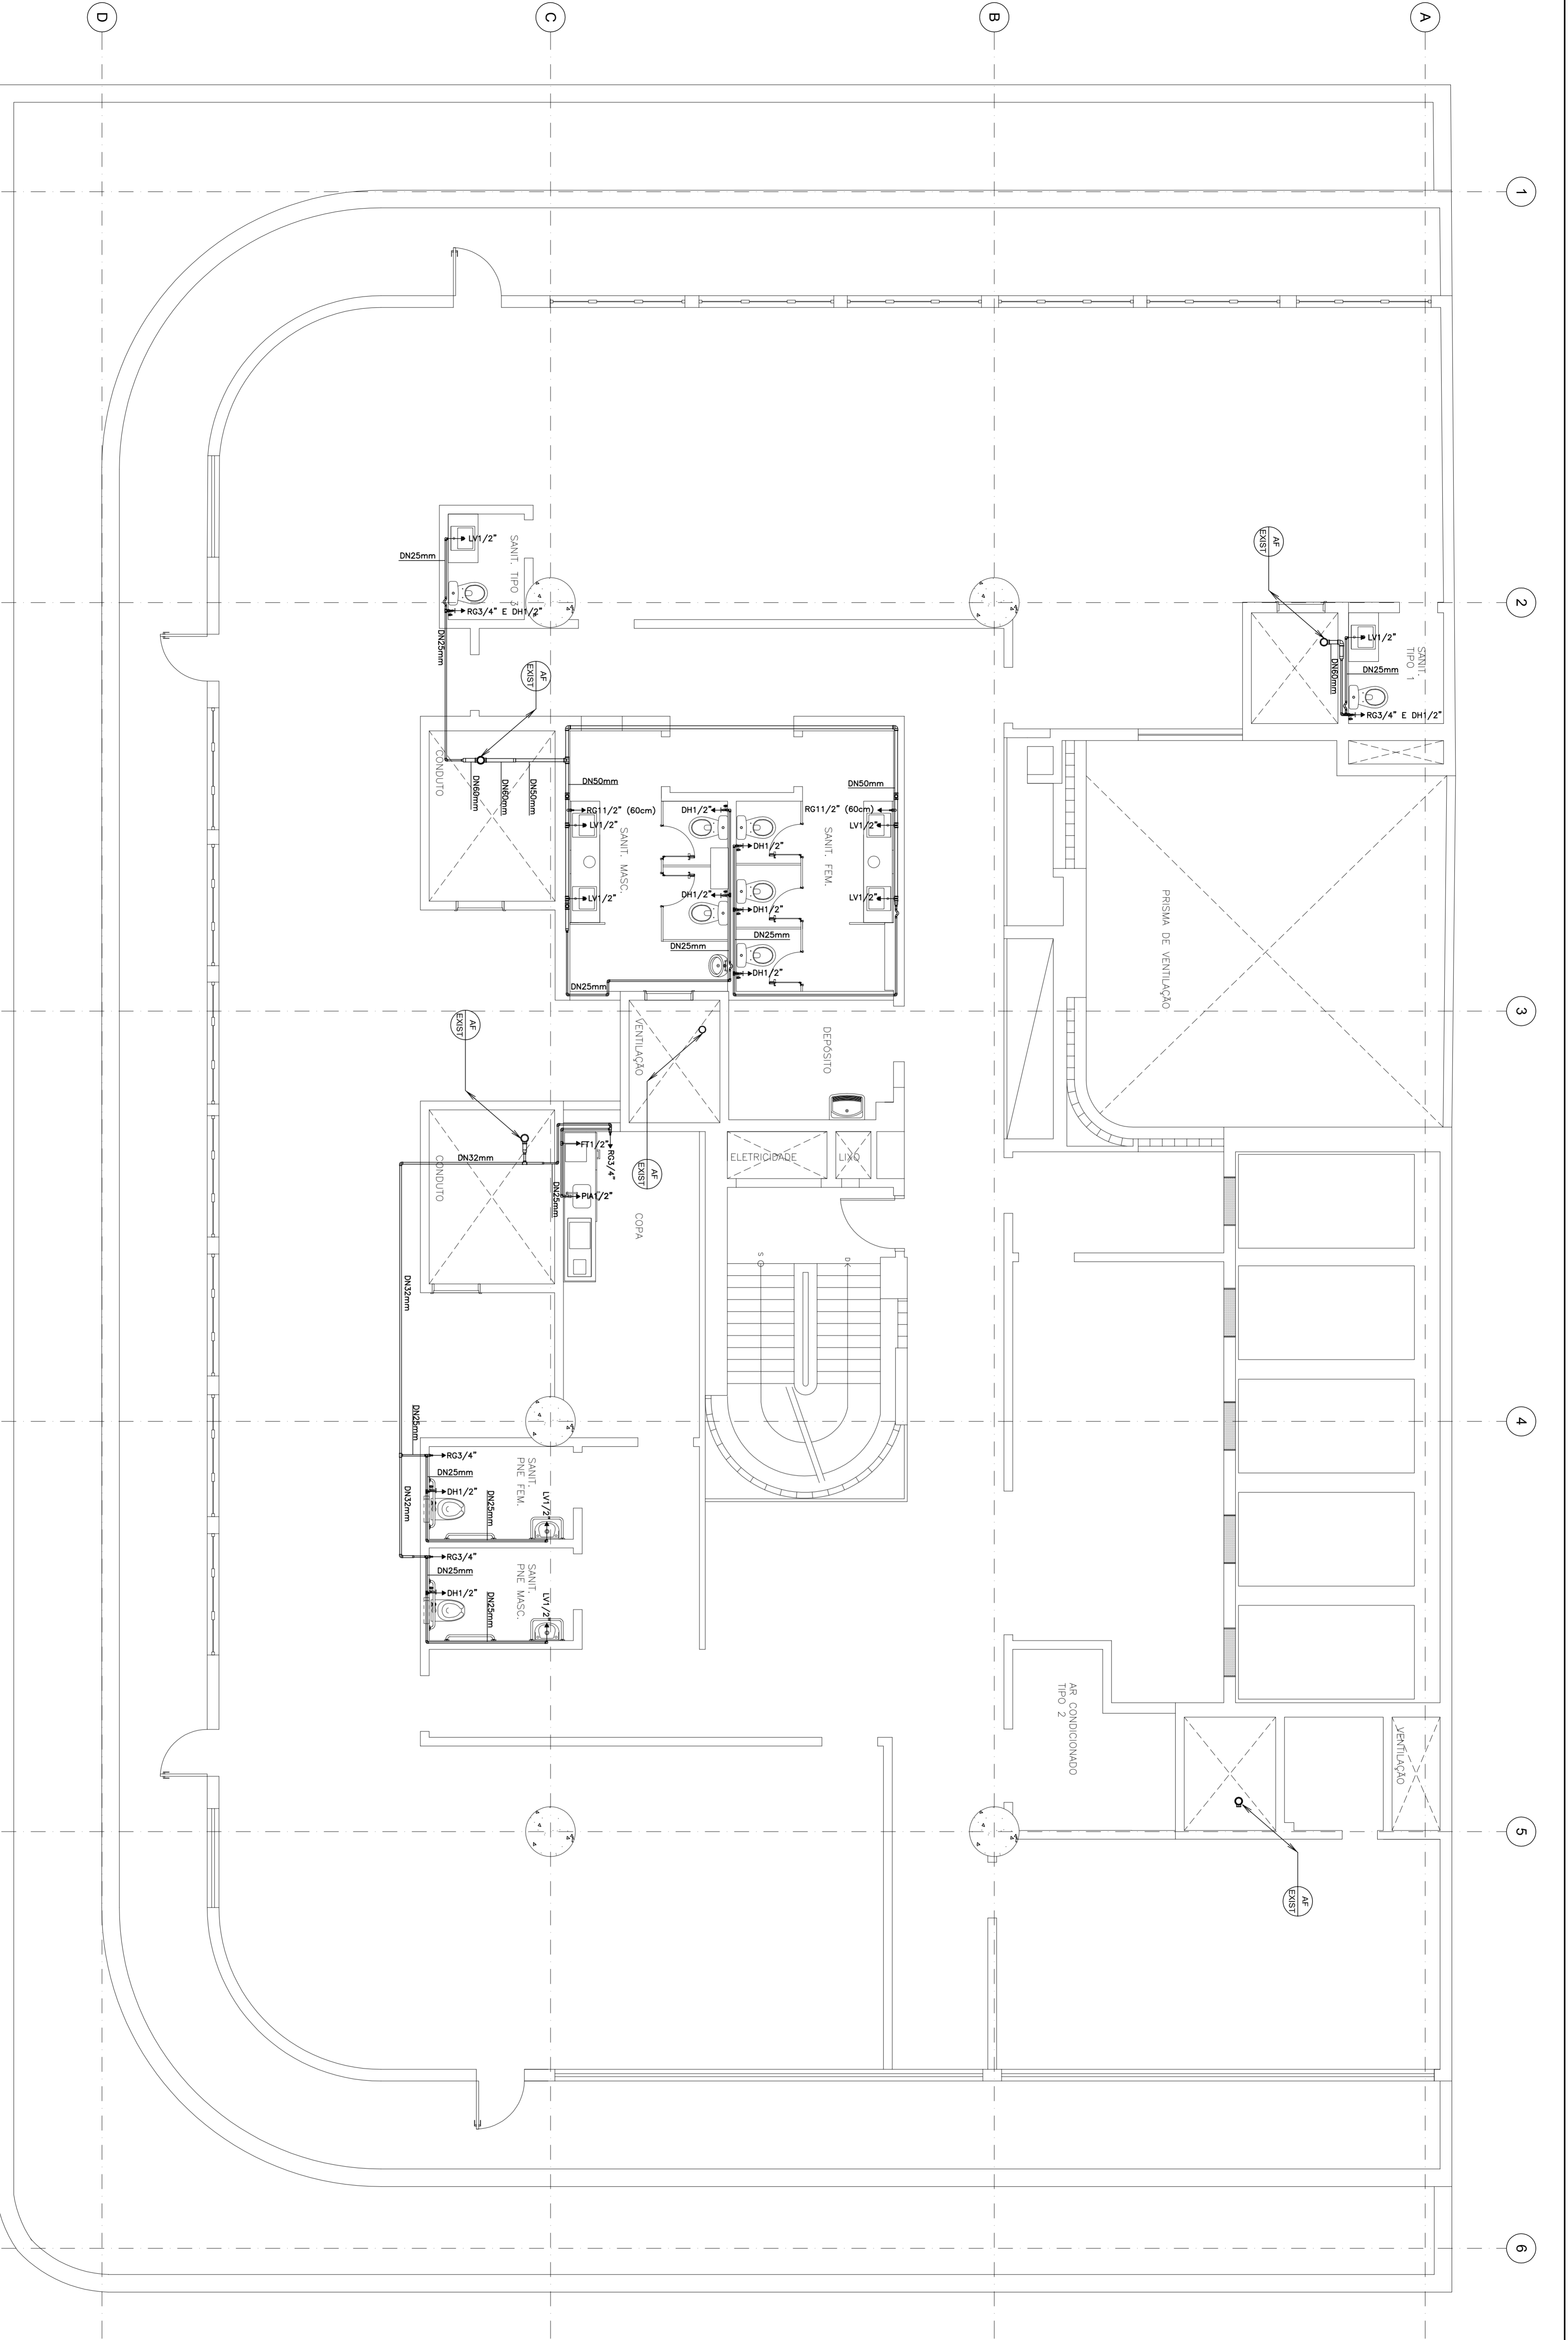 D
C
B
A
1
2
3
4
5
6
AF
EXIST
SANIT.
TIPO 1
LV1/2"
DN25mm
DN60mm
RG3/4" E DH1/2"
SANIT. TIPO 3
LV1/2"
DN25mm
RG3/4" E DH1/2"
DN25mm
AF
EXIST
CONDUTO
DN60mm
DN60mm
DN50mm
DN50mm
RG11/2" (60cm)
LV1/2"
SANIT. MASC.
LV1/2"
DH1/2"
DH1/2"
DN25mm
DN25mm
DN50mm
RG11/2" (60cm)
LV1/2"
SANIT. FEM.
LV1/2"
DH1/2"
DH1/2"
DN25mm
DH1/2"
PRISMA DE VENTILAÇÃO
AF
EXIST
VENTILAÇÃO
DEPÓSITO
AF
EXIST
ELETRICIDADE
LIXO
CONDUTO
DN32mm
FT1/2"
RG3/4"
PIA1/2"
DN25mm
COPA
S
D
DN32mm
DN25mm
RG3/4"
SANIT.
PNE FEM.
DN25mm
DH1/2"
DN25mm
LV1/2"
DN32mm
RG3/4"
SANIT.
PNE MASC.
DN25mm
DH1/2"
DN25mm
LV1/2"
AR CONDICIONADO
TIPO 2
VENTILAÇÃO
AF
EXIST